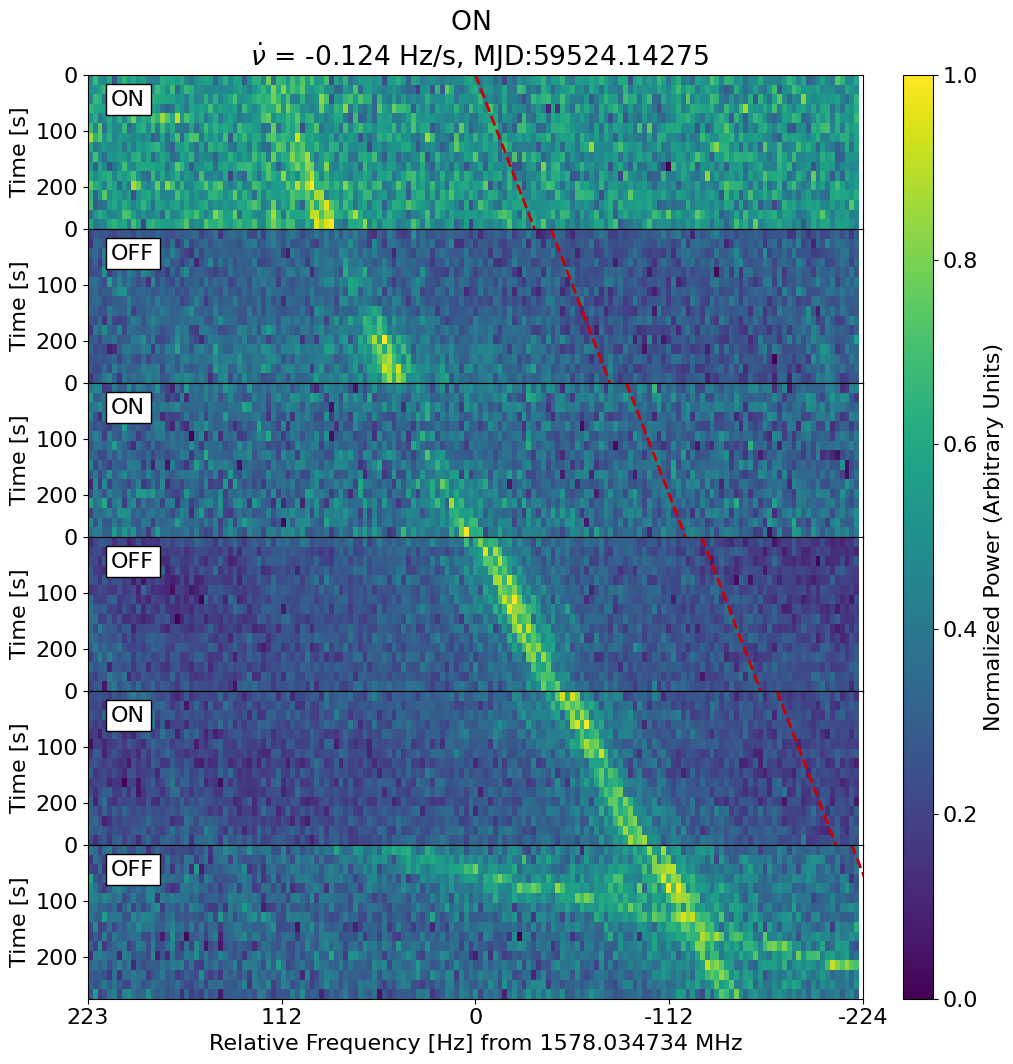 ON
ν̇ = -0.124 Hz/s, MJD:59524.14275
0
100
200
Time [s]
ON
0
100
200
Time [s]
OFF
0
100
200
Time [s]
ON
0
100
200
Time [s]
OFF
0
100
200
Time [s]
ON
0
100
200
Time [s]
OFF
223 112 0 -112 -224
Relative Frequency [Hz] from 1578.034734 MHz
1.0
0.8
0.6
0.4
0.2
0.0
Normalized Power (Arbitrary Units)